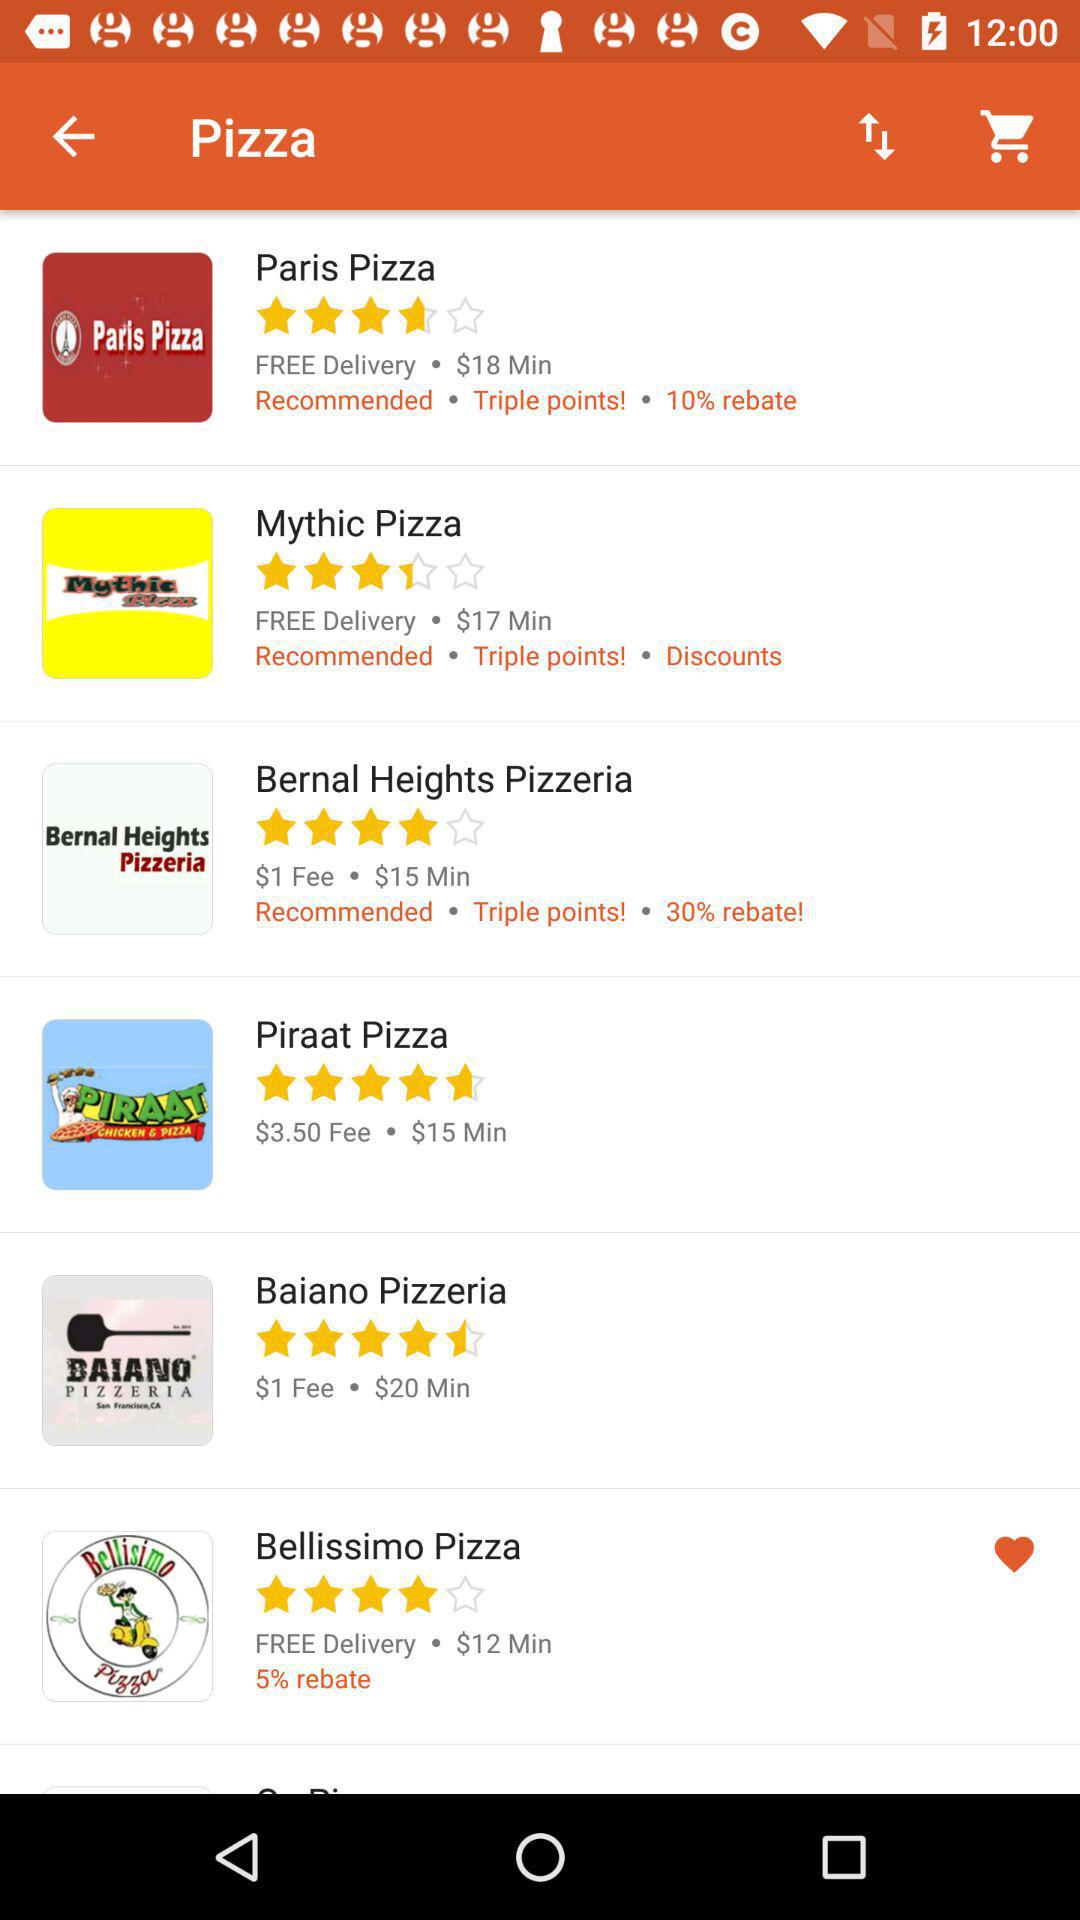 12:00
Pizza
Paris Pizza
Paris Pizza
FREE Delivery • $18 Min
Recommended • Triple points! • 10% rebate
Mythic Pizza
Mythic Pizza
FREE Delivery • $17 Min
Recommended • Triple points! • Discounts
Bernal Heights Pizzeria
Bernal Heights
Pizzeria
$1 Fee • $15 Min
Recommended • Triple points! • 30% rebate!
Piraat Pizza
PIRAAT
CHICKEN & PIZZA
$3.50 Fee • $15 Min
Baiano Pizzeria
BAIANO
PIZZERIA
San Francisco,CA
$1 Fee • $20 Min
Bellissimo Pizza
Bellisimo
Pizza
FREE Delivery • $12 Min
5% rebate